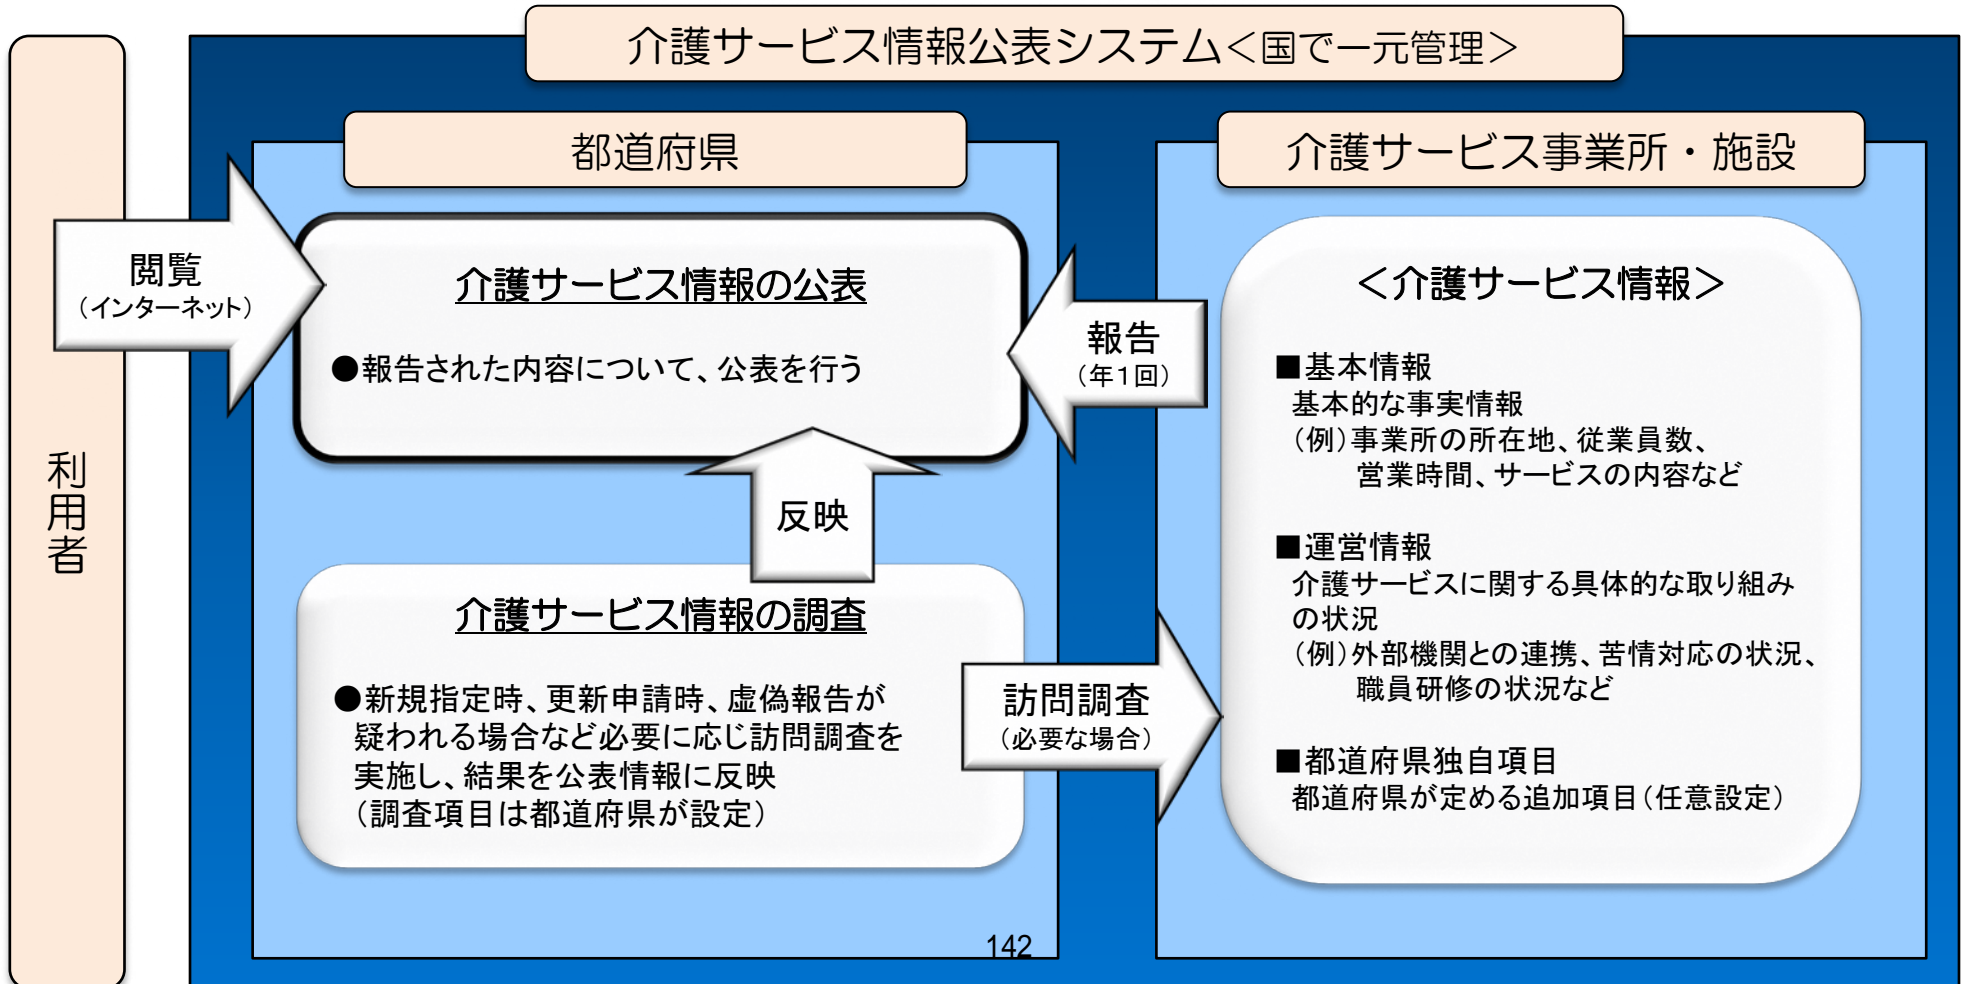 介護サービス情報公表システム＜国で一元管理＞
利用者
都道府県
閲覧
（インターネット）
介護サービス情報の公表
●報告された内容について、公表を行う
報告
（年１回）
反映
介護サービス情報の調査
●新規指定時、更新申請時、虚偽報告が
疑われる場合など必要に応じ訪問調査を
実施し、結果を公表情報に反映
（調査項目は都道府県が設定）
訪問調査
（必要な場合）
介護サービス事業所・施設
＜介護サービス情報＞
■基本情報
基本的な事実情報
（例）事業所の所在地、従業員数、
営業時間、サービスの内容など
■運営情報
介護サービスに関する具体的な取り組み
の状況
（例）外部機関との連携、苦情対応の状況、
職員研修の状況など
■都道府県独自項目
都道府県が定める追加項目（任意設定）
142